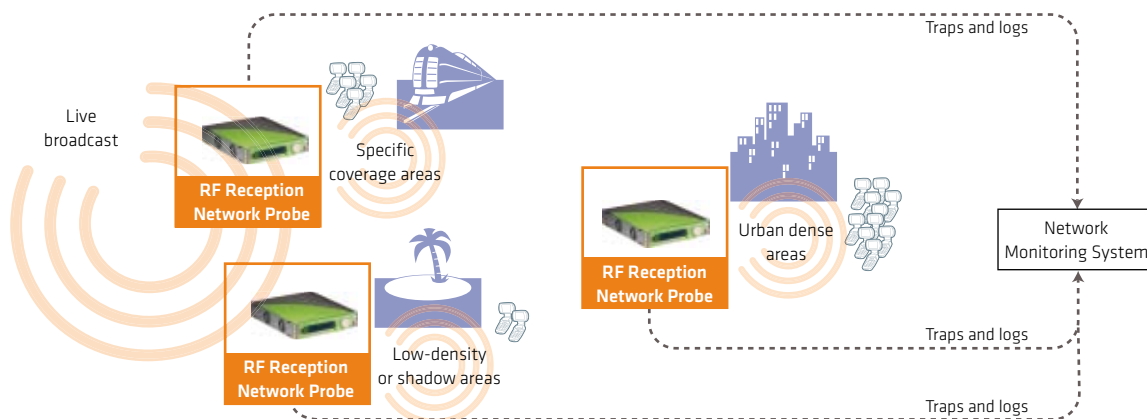 Traps and logs
Live
broadcast
RF Reception
Network Probe
Specific
coverage areas
RF Reception
Network Probe
Urban dense
areas
Network
Monitoring System
RF Reception
Network Probe
Low-density
or shadow areas
Traps and logs
Traps and logs